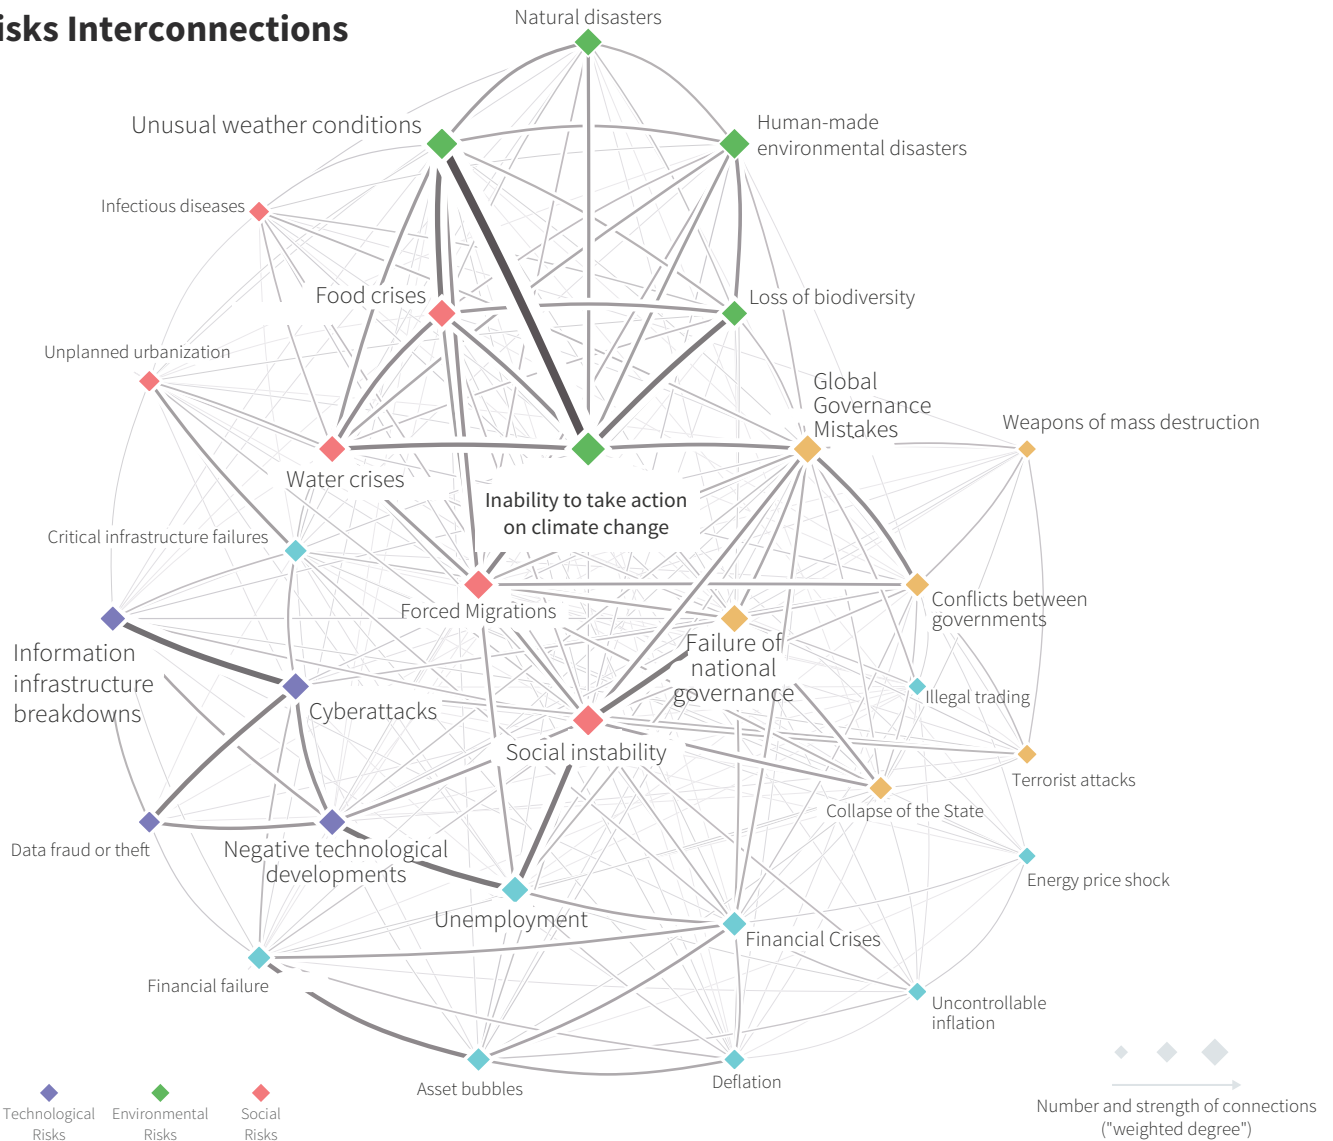 isks Interconnections
Natural disasters
Unusual weather conditions
Human-made
environmental disasters
Infectious diseases
Food crises
Loss of biodiversity
Unplanned urbanization
Global
Governance
Mistakes
Weapons of mass destruction
Water crises
Inability to take action
on climate change
Critical infrastructure failures
Forced Migrations
Conflicts between
governments
Information
infrastructure
breakdowns
Failure of
national
governance
Illegal trading
Cyberattacks
Social instability
Terrorist attacks
Collapse of the State
Data fraud or theft
Negative technological
developments
Energy price shock
Unemployment
Financial Crises
Financial failure
Uncontrollable
inflation
Asset bubbles
Deflation
Technological
Risks
Environmental
Risks
Social
Risks
Number and strength of connections
("weighted degree")